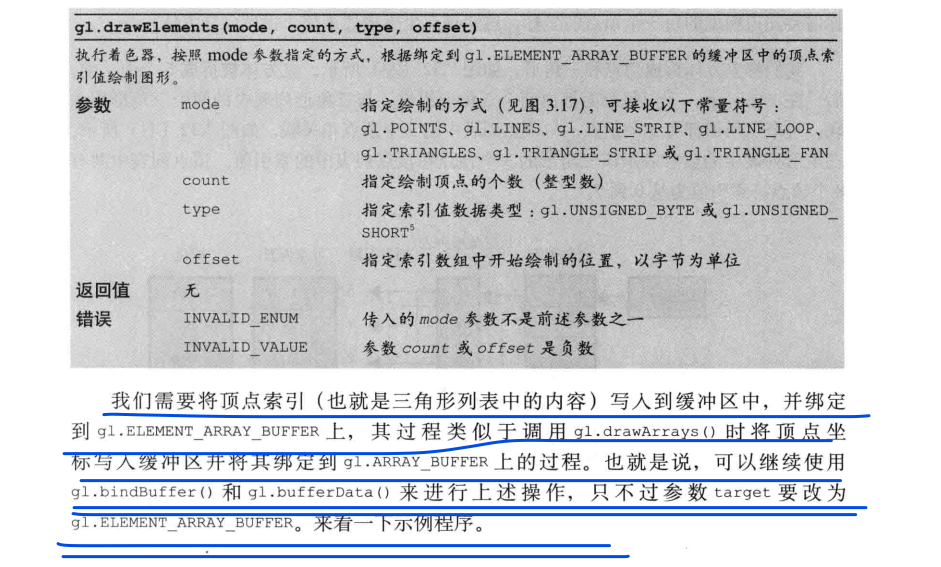 gl.drawElements(mode, count, type, offset)
执行着色器，按照 mode 参数指定的方式，根据绑定到 gl.ELEMENT_ARRAY_BUFFER 的缓冲区中的顶点索
引值绘制图形。
参数 mode 指定绘制的方式（见图 3.17），可接收以下常量符号：
gl.POINTS、gl.LINES、gl.LINE_STRIP、gl.LINE_LOOP、
gl.TRIANGLES、gl.TRIANGLE_STRIP 或 gl.TRIANGLE_FAN
count 指定绘制顶点的个数（整型数）
type 指定索引值数据类型：gl.UNSIGNED_BYTE 或 gl.UNSIGNED_
SHORT⁵
offset 指定索引数组中开始绘制的位置，以字节为单位
返回值 无
错误 INVALID_ENUM 传入的 mode 参数不是前述参数之一
INVALID_VALUE 参数 count 或 offset 是负数
我们需要将顶点索引（也就是三角形列表中的内容）写入到缓冲区中，并绑定
到 gl.ELEMENT_ARRAY_BUFFER 上，其过程类似于调用 gl.drawArrays() 时将顶点坐
标写入缓冲区并将其绑定到 gl.ARRAY_BUFFER 上的过程。也就是说，可以继续使用
gl.bindBuffer() 和 gl.bufferData() 来进行上述操作，只不过参数 target 要改为
gl.ELEMENT_ARRAY_BUFFER。来看一下示例程序。